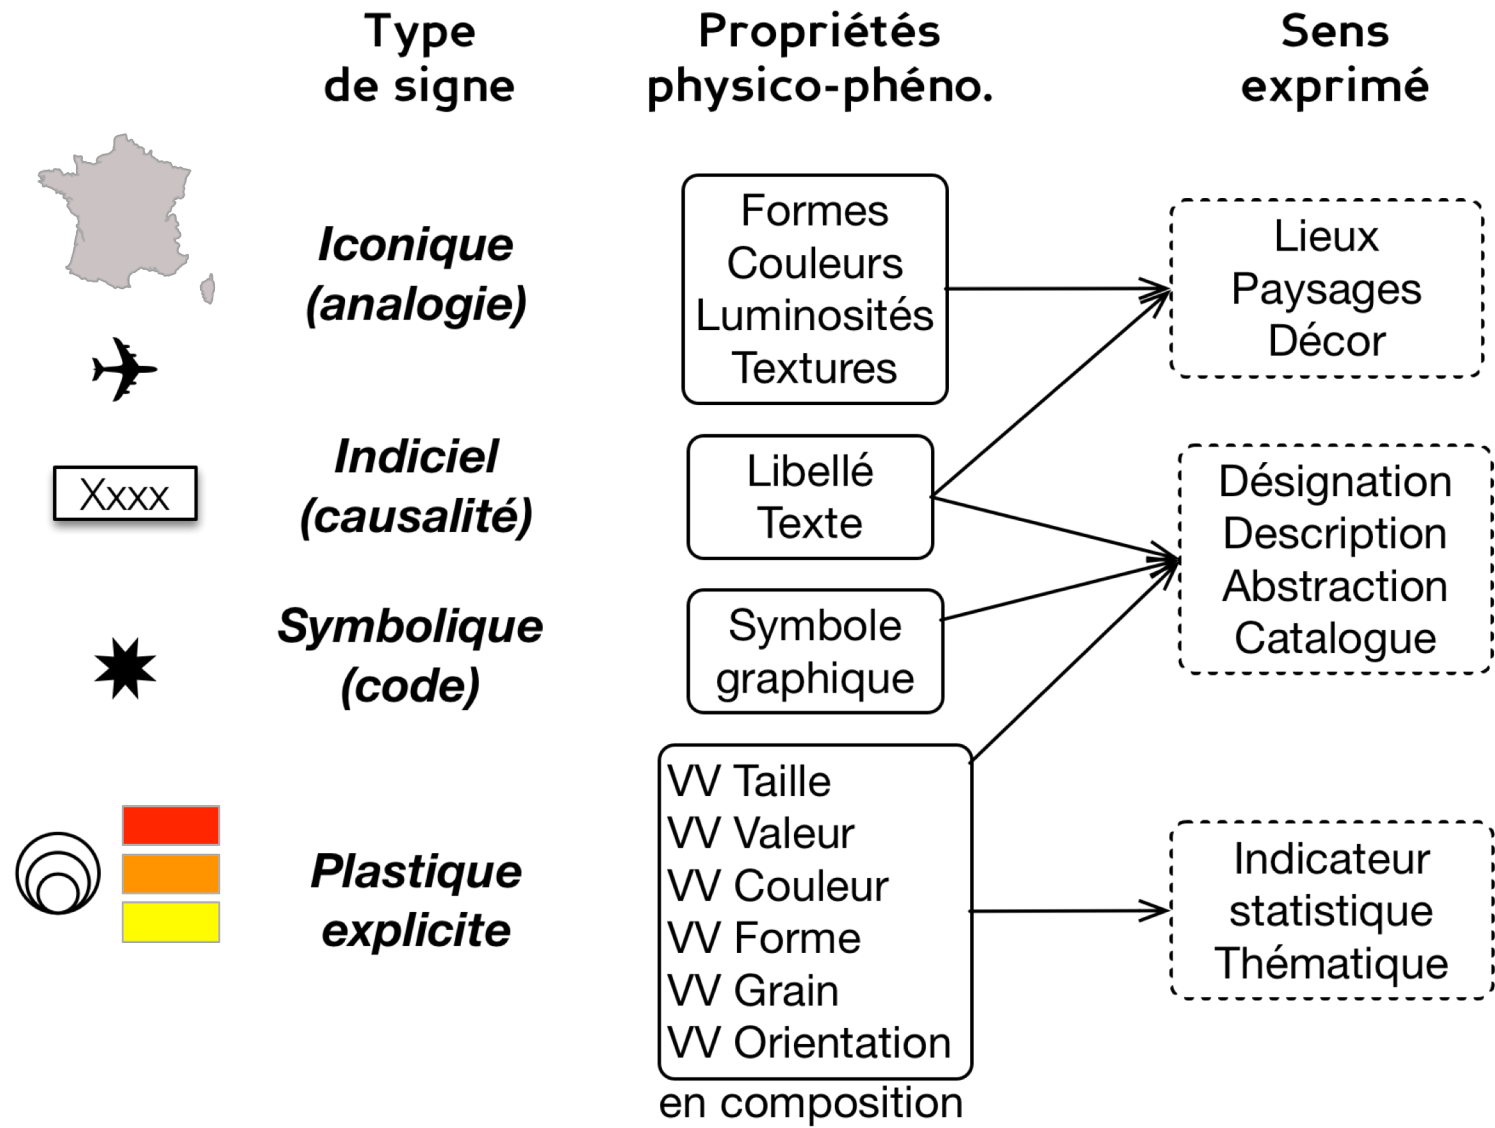 Type
de signe
Propriétés
physico-phéno.
Sens
exprimé
Iconique
(analogie)
Formes
Couleurs
Luminosités
Textures
Lieux
Paysages
Décor
Xxxx
Indiciel
(causalité)
Libellé
Texte
Désignation
Description
Abstraction
Catalogue
Symbolique
(code)
Symbole
graphique
Plastique
explicite
VV Taille
VV Valeur
VV Couleur
VV Forme
VV Grain
VV Orientation
en composition
Indicateur
statistique
Thématique